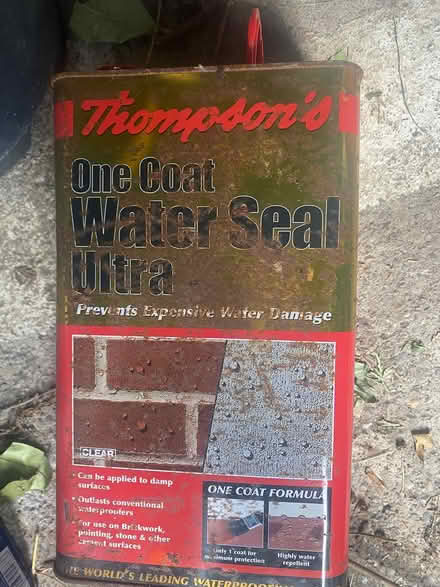 Thompson's
One Coat
Water Seal
Ultra
Prevents Expensive Water Damage
CLEAR
• Can be applied to damp
surfaces
• Outlasts conventional
waterproofers
• For use on Brickwork,
pointing, stone & other
cement surfaces
ONE COAT FORMULA
Only 1 coat for
maximum protection
Highly water
repellent
THE WORLD'S LEADING WATERPROOFER